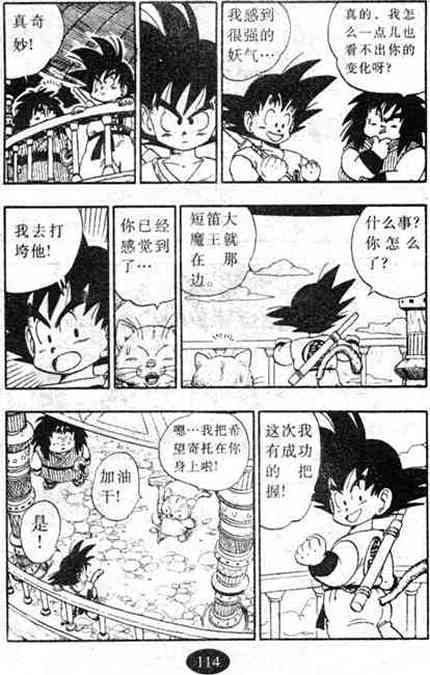 真的，我怎
么一点儿也
看不出你的
变化呀?
我感到
很强的
妖气…
真奇
妙!
什么事?
你怎么
了?
短笛大
魔王就
在那
边。
你已经
感觉到
了…
我去打
垮他!
这次我
有成功
的把
握!
嗯…我把希
望寄托在你
身上啦!
加油
干!
是!
114